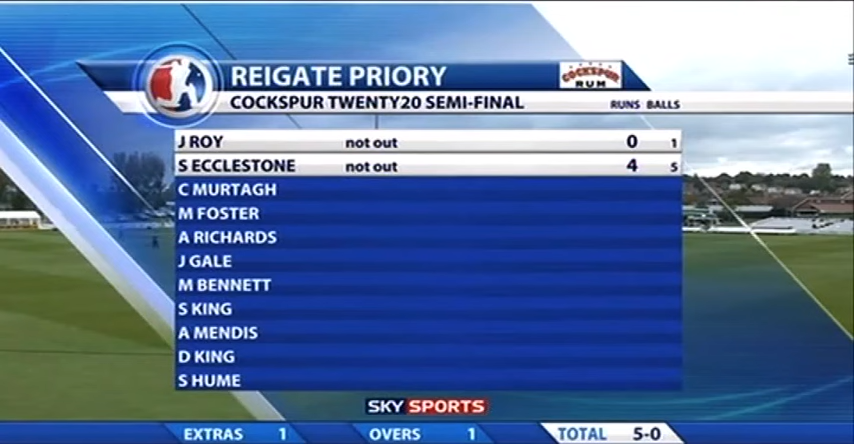 REIGATE PRIORY
COCKSPUR RUM
COCKSPUR TWENTY20 SEMI-FINAL RUNS BALLS
J ROY not out 0 1
S ECCLESTONE not out 4 5
C MURTAGH
M FOSTER
A RICHARDS
J GALE
M BENNETT
S KING
A MENDIS
D KING
S HUME
SKY SPORTS
EXTRAS 1 OVERS 1 TOTAL 5-0